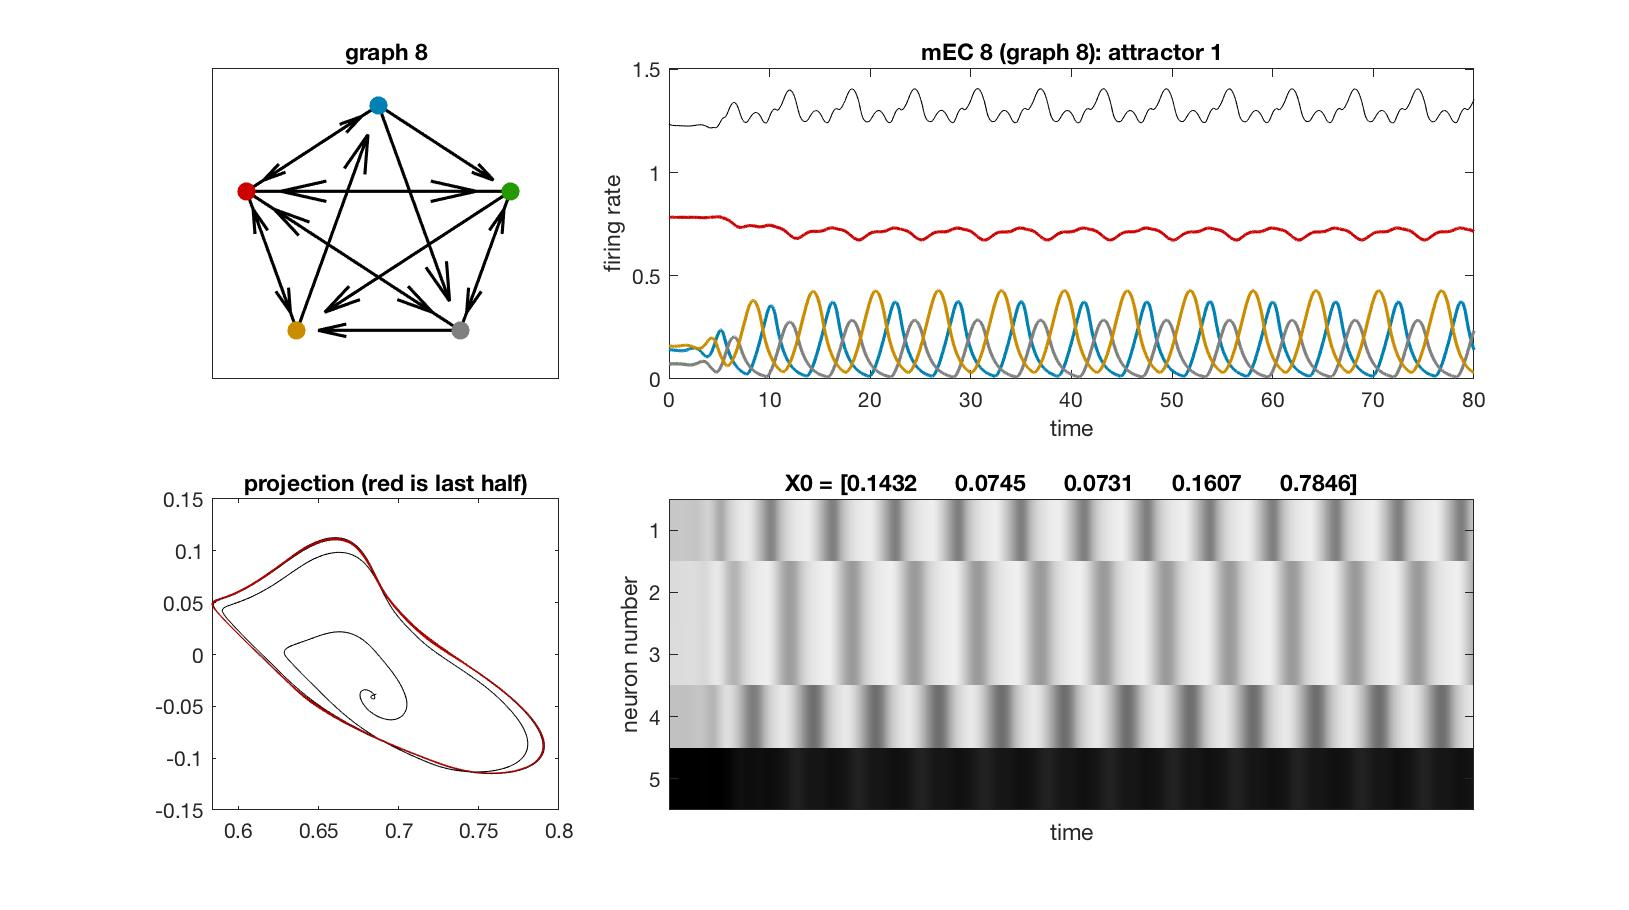 graph 8
mEC 8 (graph 8): attractor 1
firing rate
1.5
1
0.5
0
0 10 20 30 40 50 60 70 80
time
projection (red is last half)
0.15
0.1
0.05
0
-0.05
-0.1
-0.15
0.6 0.65 0.7 0.75 0.8
X0 = [0.1432 0.0745 0.0731 0.1607 0.7846]
neuron number
1
2
3
4
5
time